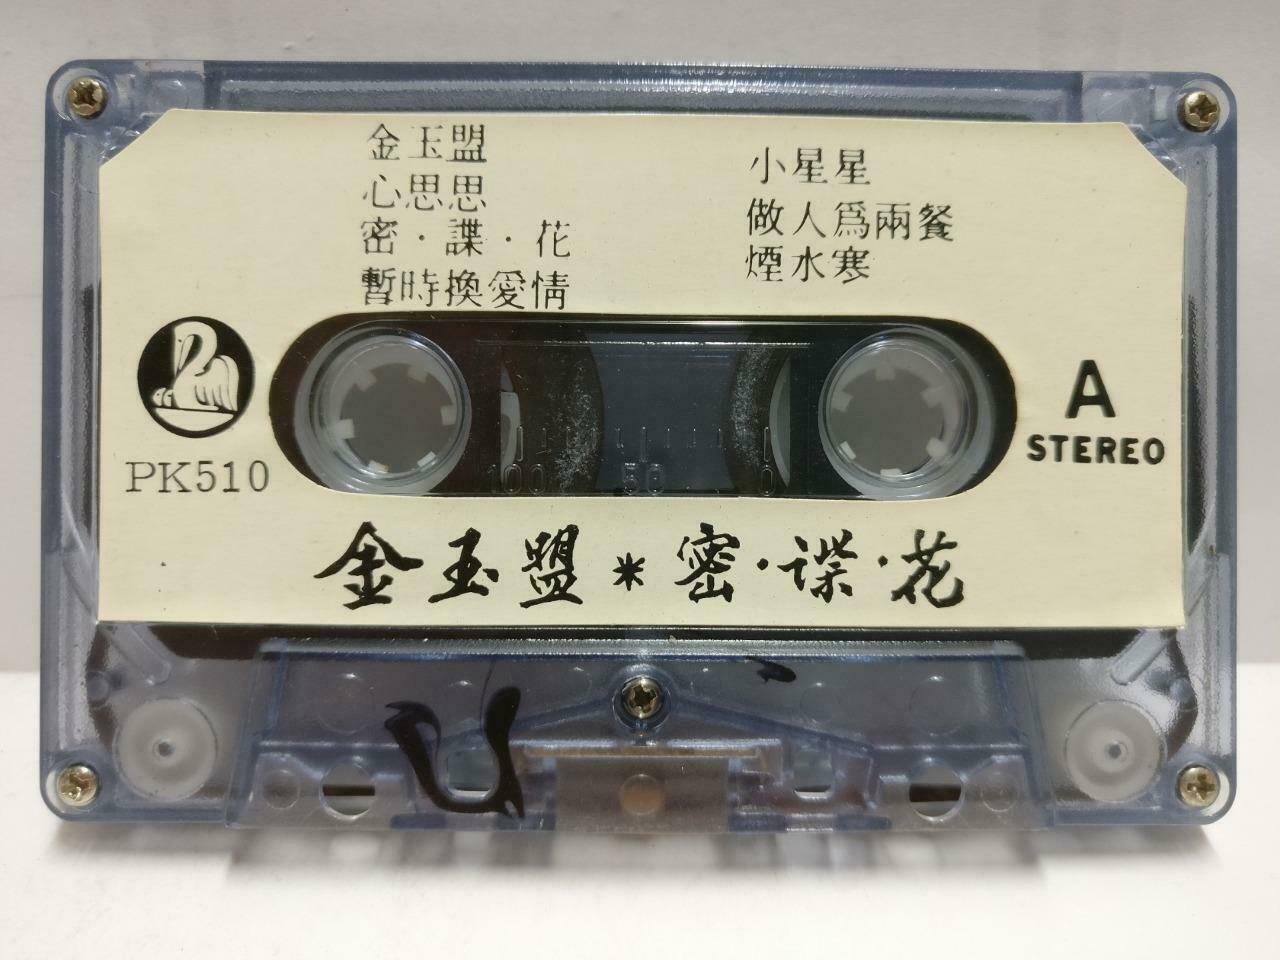 金玉盟
心思思
密·諜·花
暫時換愛情
小星星
做人爲兩餐
煙水寒
PK510
A
STEREO
100 50 0
金玉盟*密·諜·花